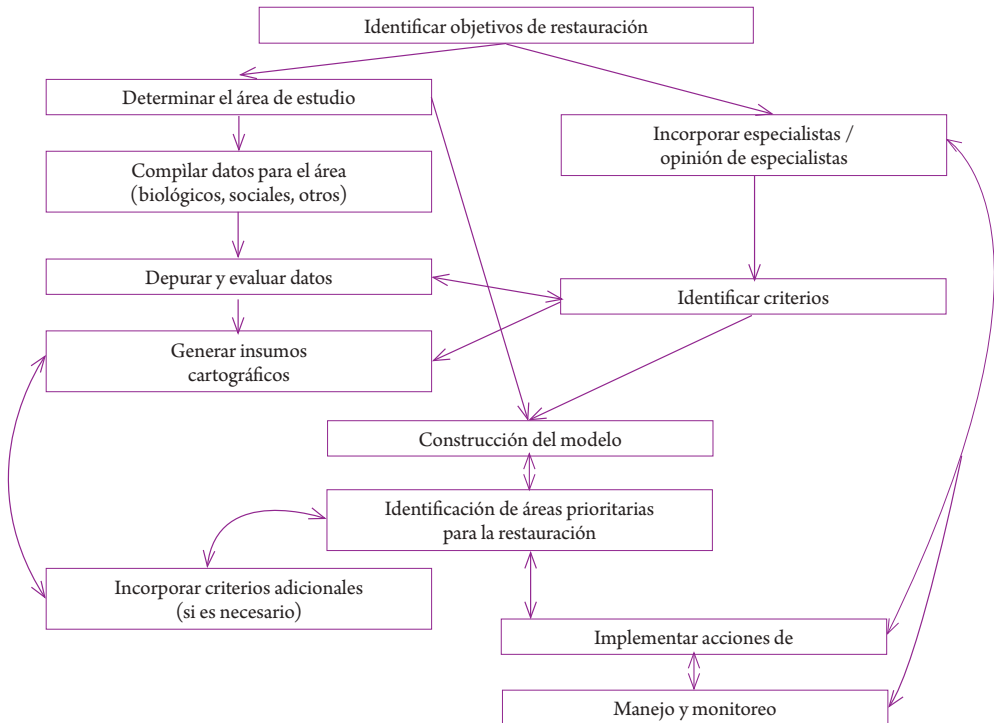 Identificar objetivos de restauración
Determinar el área de estudio
Incorporar especialistas /
opinión de especialistas
Compìlar datos para el área
(biológicos, sociales, otros)
Depurar y evaluar datos
Identificar criterios
Generar insumos
cartográficos
Construcción del modelo
Identificación de áreas prioritarias
para la restauración
Incorporar criterios adicionales
(si es necesario)
Implementar acciones de
Manejo y monitoreo